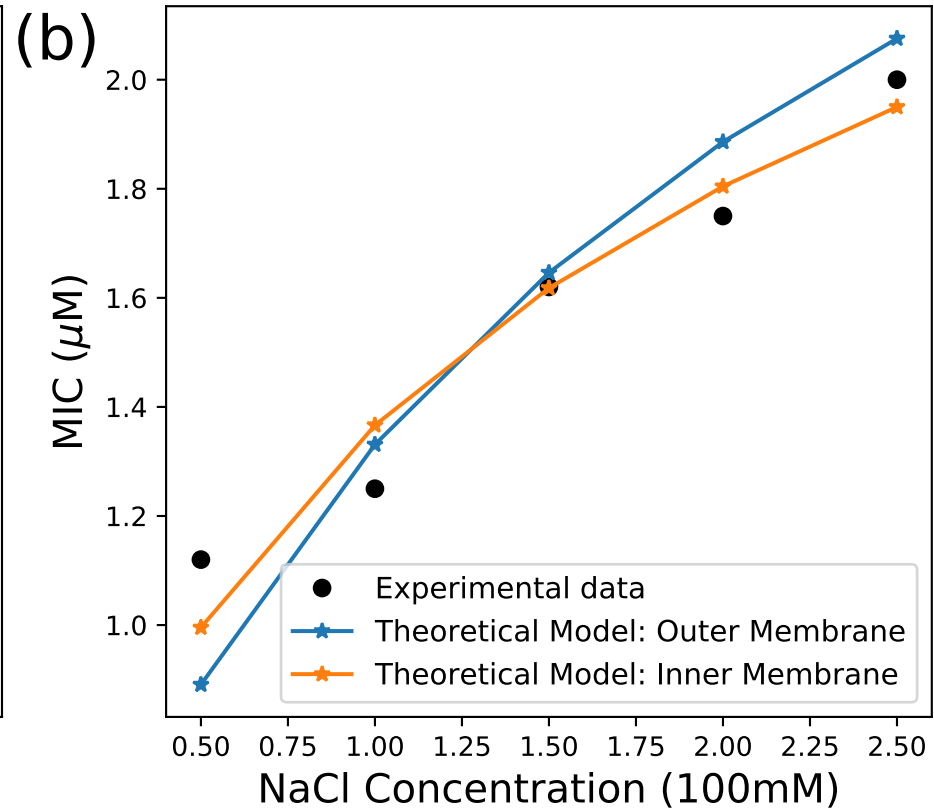 (b)
2.0
1.8
1.6
1.4
1.2
1.0
MIC (μM)
Experimental data
Theoretical Model: Outer Membrane
Theoretical Model: Inner Membrane
0.50 0.75 1.00 1.25 1.50 1.75 2.00 2.25 2.50
NaCl Concentration (100mM)